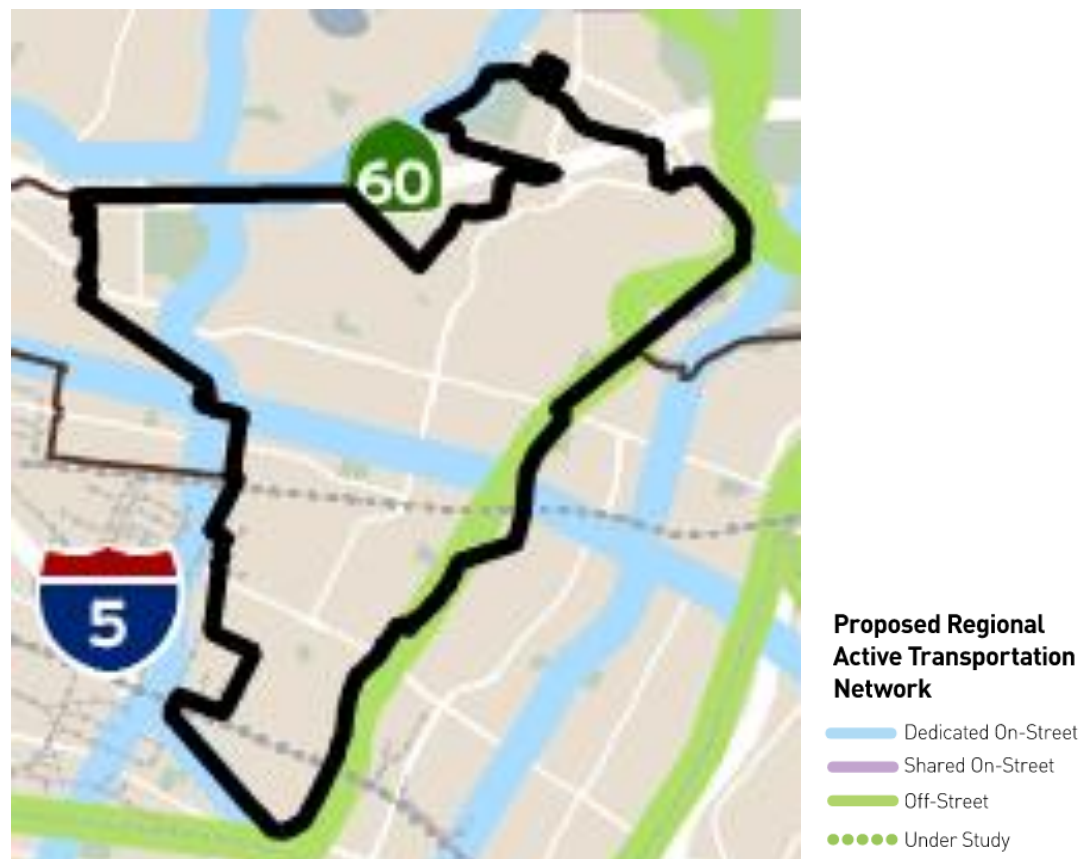 60
5
Proposed Regional
Active Transportation
Network
Dedicated On-Street
Shared On-Street
Off-Street
Under Study